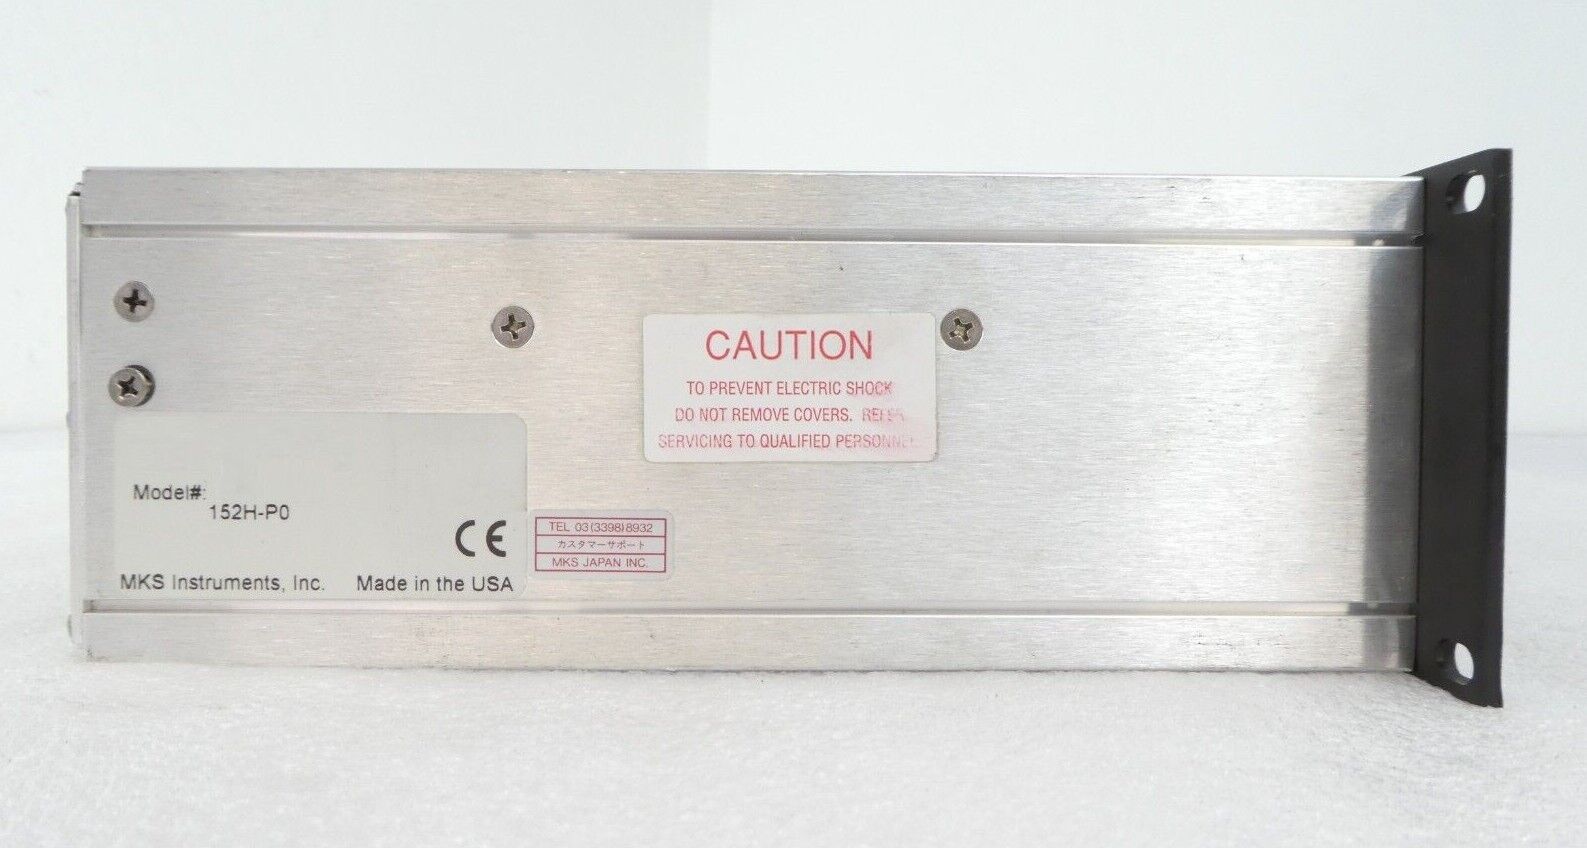 CAUTION
TO PREVENT ELECTRIC SHOCK
DO NOT REMOVE COVERS. REFER
SERVICING TO QUALIFIED PERSONNEL
Model#:
152H-P0
CE
MKS Instruments, Inc. Made in the USA
TEL 03(3398)8932
カスタマーサポート
MKS JAPAN INC.